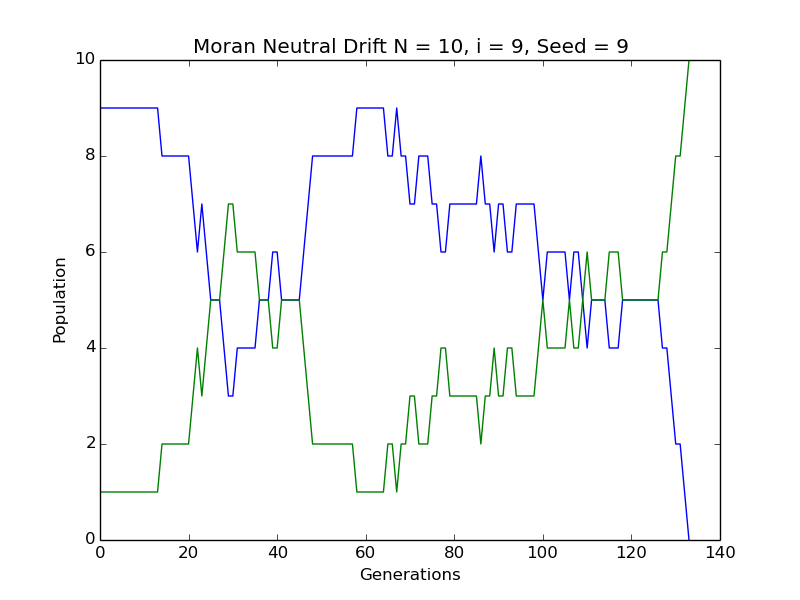 Moran Neutral Drift N = 10, i = 9, Seed = 9
10
8
6
4
2
0
Population
0 20 40 60 80 100 120 140
Generations